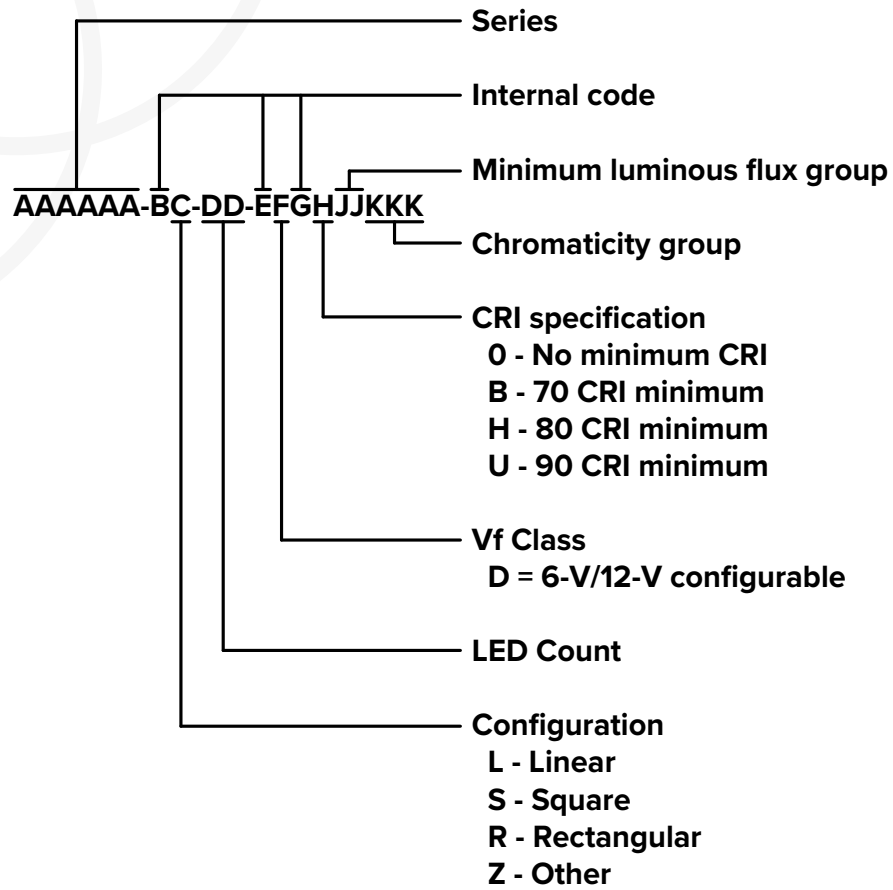 Series
Internal code
Minimum luminous flux group
AAAAAA-BC-DD-EFGHJJKKK
Chromaticity group
CRI specification
0 - No minimum CRI
B - 70 CRI minimum
H - 80 CRI minimum
U - 90 CRI minimum
Vf Class
D = 6-V/12-V configurable
LED Count
Configuration
L - Linear
S - Square
R - Rectangular
Z - Other